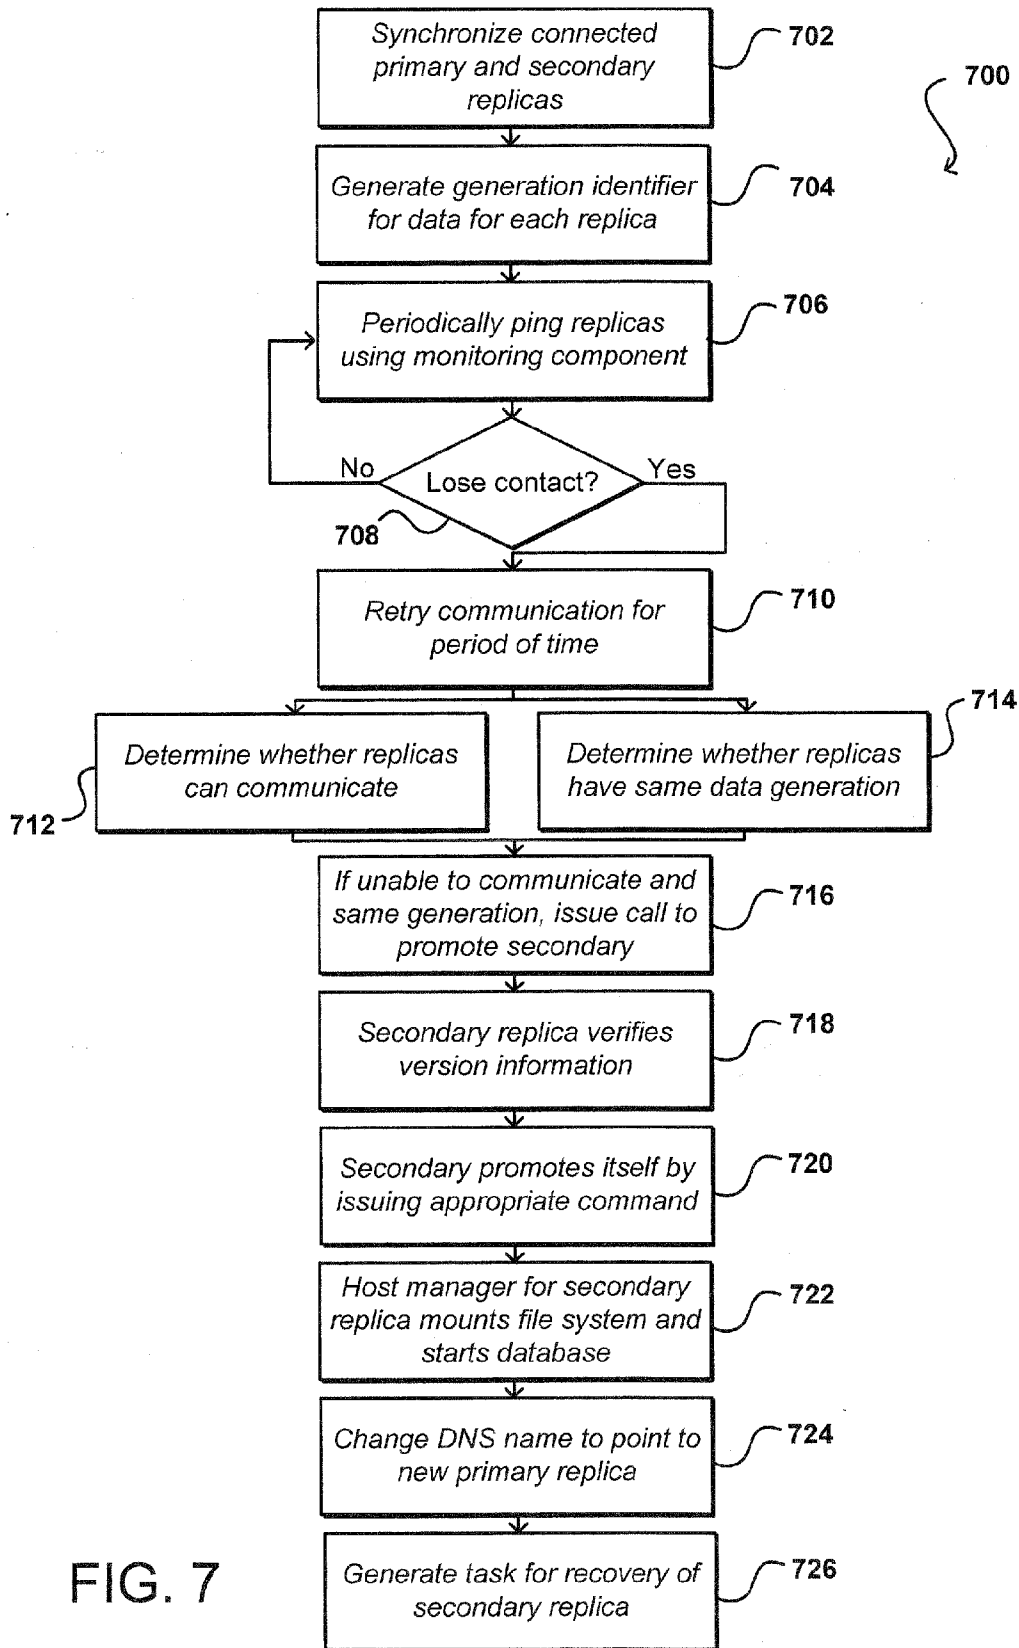 Synchronize connected
primary and secondary
replicas
702
700
Generate generation identifier
for data for each replica
704
Periodically ping replicas
using monitoring component
706
No
Lose contact?
Yes
708
Retry communication for
period of time
710
Determine whether replicas
can communicate
712
Determine whether replicas
have same data generation
714
If unable to communicate and
same generation, issue call to
promote secondary
716
Secondary replica verifies
version information
718
Secondary promotes itself by
issuing appropriate command
720
Host manager for secondary
replica mounts file system and
starts database
722
Change DNS name to point to
new primary replica
724
Generate task for recovery of
secondary replica
726
FIG. 7